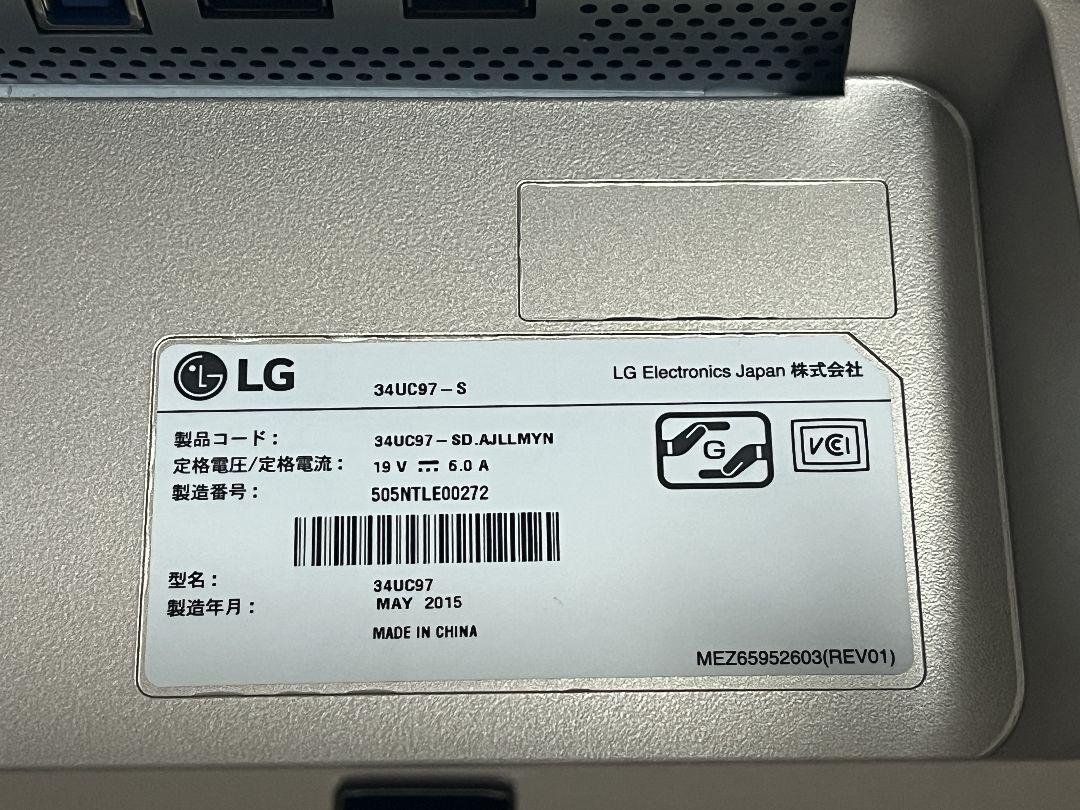 LG
34UC97-S
LG Electronics Japan 株式会社
製品コード: 34UC97-SD.AJLLMYN
定格電圧/定格電流: 19 V ⎓ 6.0 A
製造番号: 505NTLE00272
G
VCCI
型名: 34UC97
製造年月: MAY 2015
MADE IN CHINA
MEZ65952603(REV01)